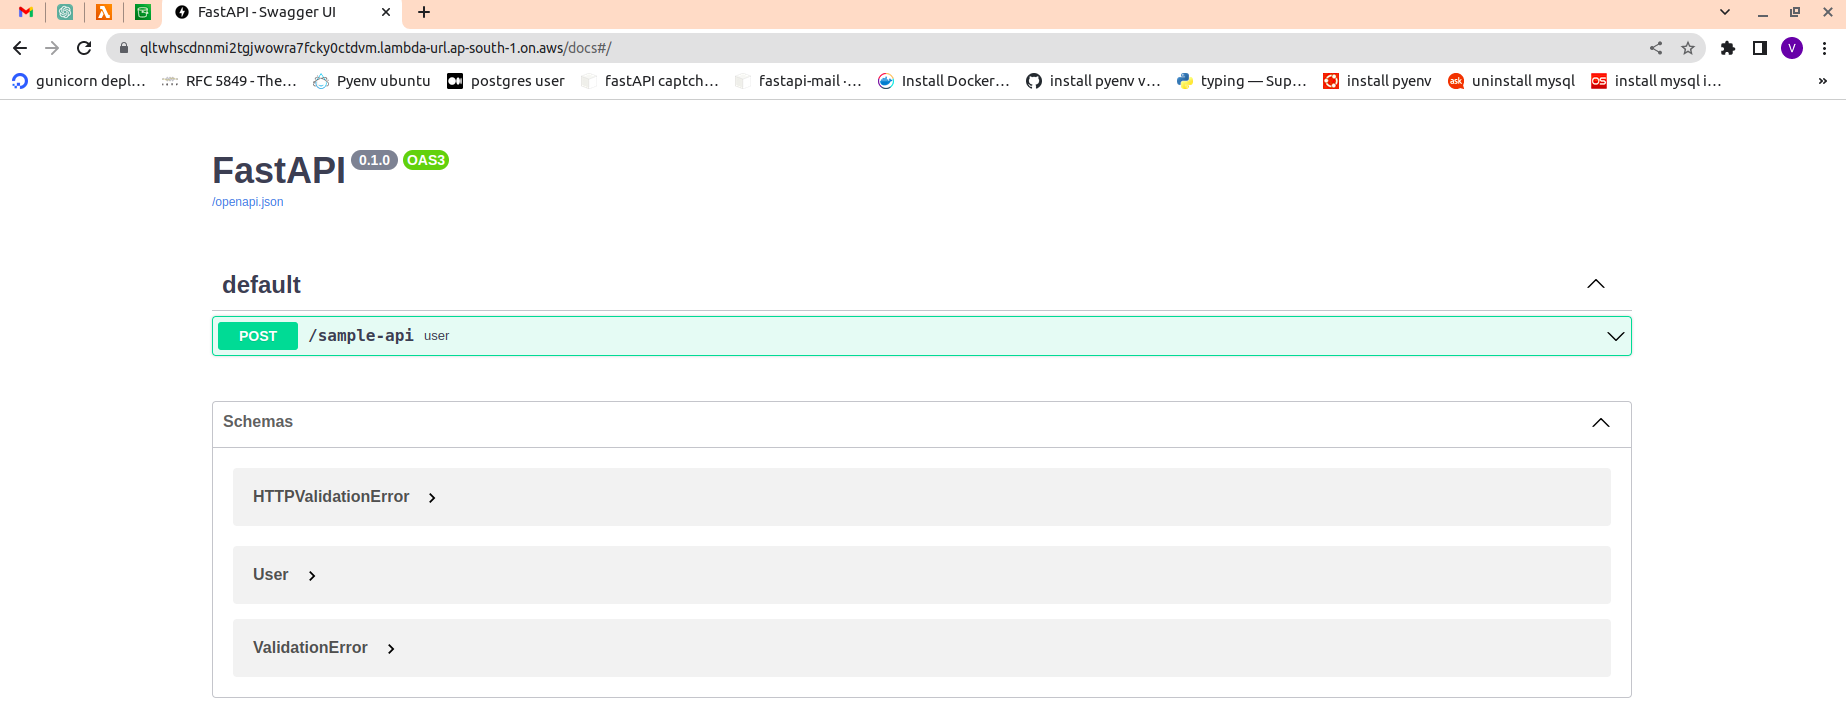 FastAPI - Swagger UI
qltwhscdnnmi2tgjwowra7fcky0ctdvm.lambda-url.ap-south-1.on.aws/docs#/
V
gunicorn depl... RFC 5849 - The... Pyenv ubuntu postgres user fastAPI captch... fastapi-mail ·... Install Docker... install pyenv v... typing — Sup... install pyenv ask uninstall mysql OS install mysql i... »
FastAPI 0.1.0 OAS3
/openapi.json
default
POST /sample-api user
Schemas
HTTPValidationError
User
ValidationError